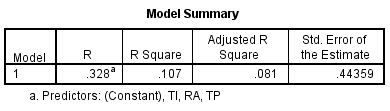 Model Summary
Model R R Square Adjusted R Square Std. Error of the Estimate
1 .328a .107 .081 .44359
a. Predictors: (Constant), TI, RA, TP